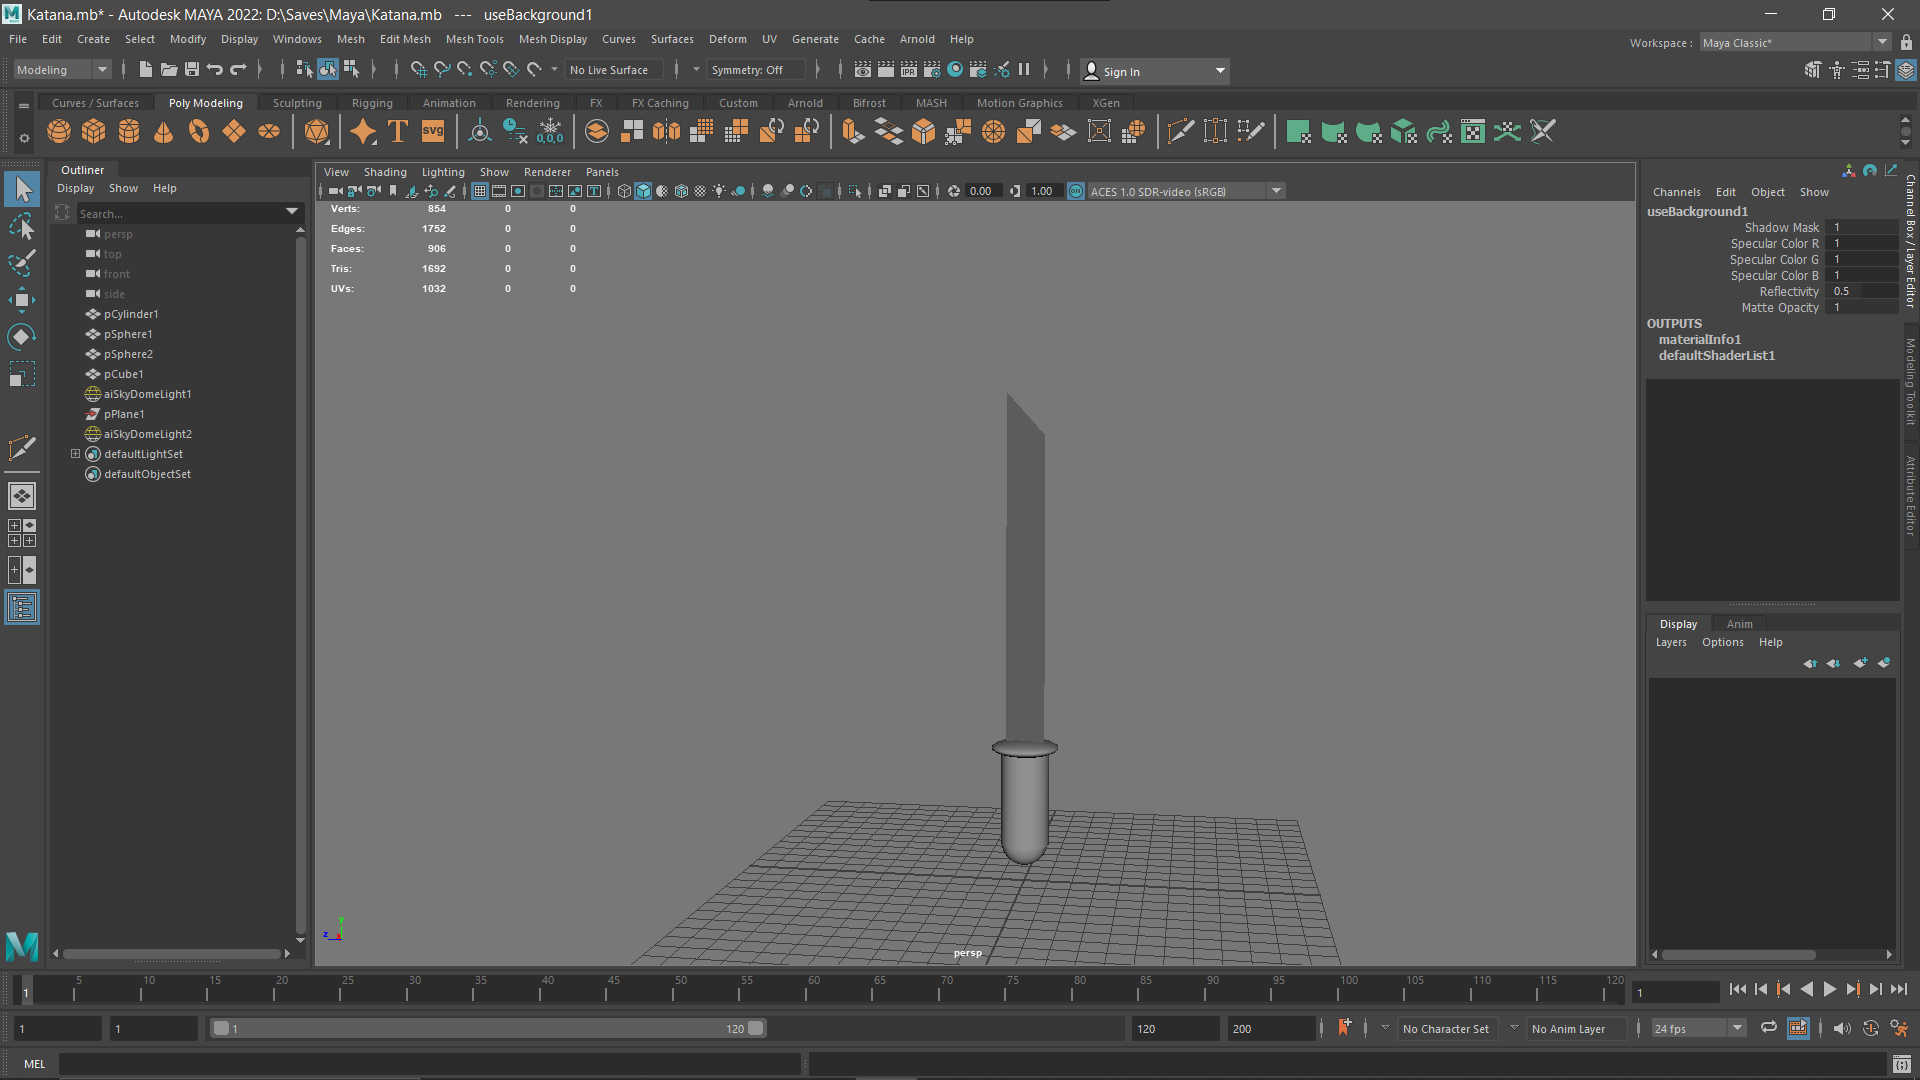 Katana.mb* - Autodesk MAYA 2022: D:\Saves\Maya\Katana.mb   ---   useBackground1
File Edit Create Select Modify Display Windows Mesh Edit Mesh Mesh Tools Mesh Display Curves Surfaces Deform UV Generate Cache Arnold Help
Workspace : Maya Classic*
Modeling No Live Surface Symmetry: Off IPR Sign In
Curves / Surfaces Poly Modeling Sculpting Rigging Animation Rendering FX FX Caching Custom Arnold Bifrost MASH Motion Graphics XGen
T SVG 0,0,0
Outliner
Display Show Help
Search...
persp
top
front
side
pCylinder1
pSphere1
pSphere2
pCube1
aiSkyDomeLight1
pPlane1
aiSkyDomeLight2
defaultLightSet
defaultObjectSet
View Shading Lighting Show Renderer Panels
0.00 1.00 ON ACES 1.0 SDR-video (sRGB)
Verts: 854 0 0
Edges: 1752 0 0
Faces: 906 0 0
Tris: 1692 0 0
UVs: 1032 0 0
y
z x
persp
Channels Edit Object Show
useBackground1
Shadow Mask 1
Specular Color R 1
Specular Color G 1
Specular Color B 1
Reflectivity 0.5
Matte Opacity 1
OUTPUTS
materialInfo1
defaultShaderList1
Channel Box / Layer Editor
Modeling Toolkit
Attribute Editor
Display Anim
Layers Options Help
1 5 10 15 20 25 30 35 40 45 50 55 60 65 70 75 80 85 90 95 100 105 110 115 120 1
1 1 1 120 120 200 No Character Set No Anim Layer 24 fps
MEL